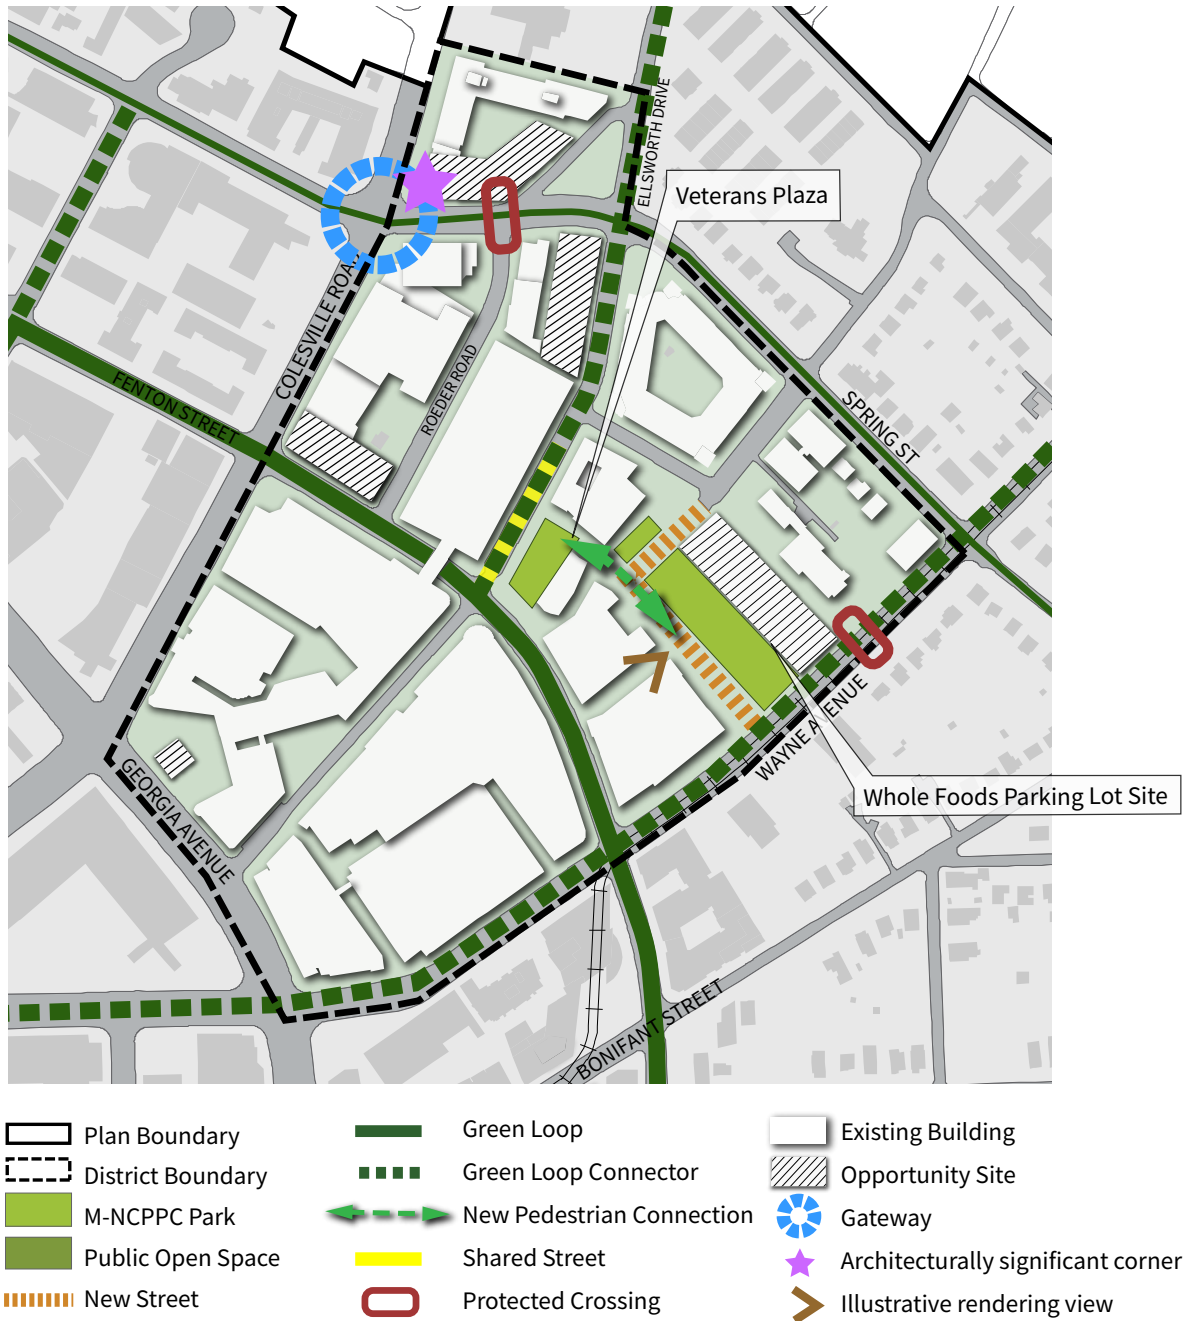 ELLSWORTH DRIVE
Veterans Plaza
COLESVILLE ROAD
ROEDER ROAD
FENTON STREET
SPRING ST
WAYNE AVENUE
GEORGIA AVENUE
Whole Foods Parking Lot Site
BONIFANT STREET
Plan Boundary
District Boundary
M-NCPPC Park
Public Open Space
New Street
Green Loop
Green Loop Connector
New Pedestrian Connection
Shared Street
Protected Crossing
Existing Building
Opportunity Site
Gateway
Architecturally significant corner
Illustrative rendering view